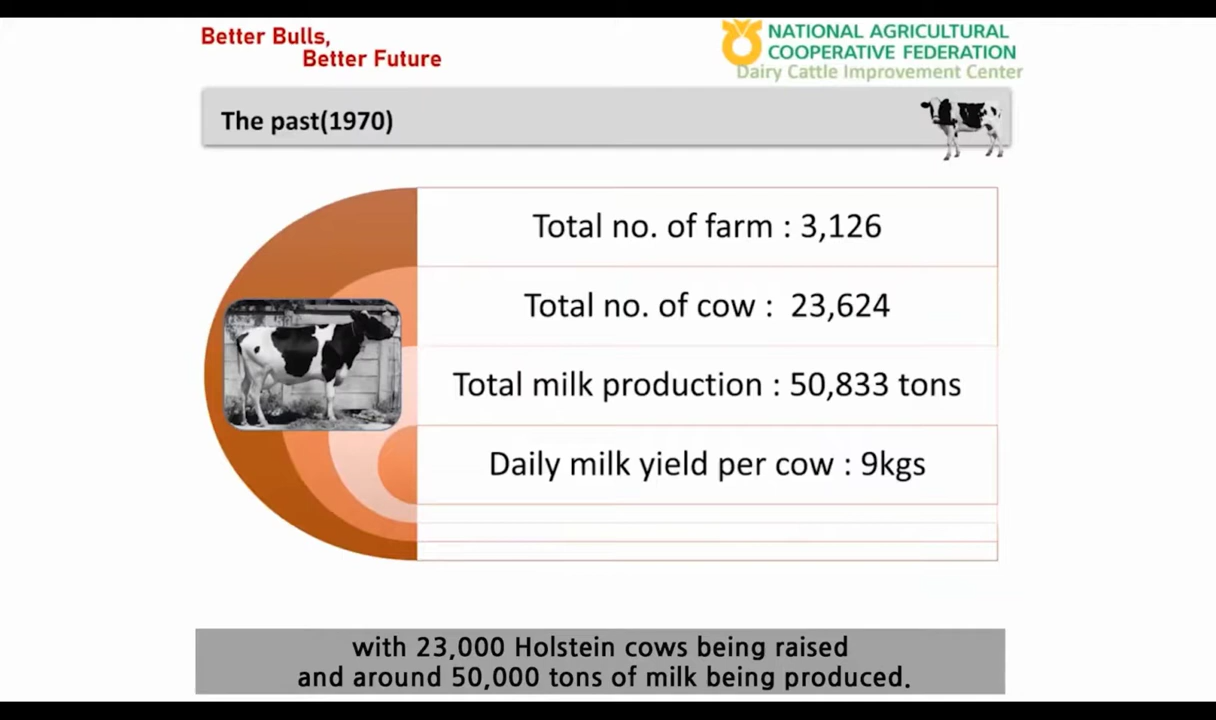 Better Bulls,
Better Future
NATIONAL AGRICULTURAL
COOPERATIVE FEDERATION
Dairy Cattle Improvement Center
The past(1970)
Total no. of farm : 3,126
Total no. of cow :  23,624
Total milk production : 50,833 tons
Daily milk yield per cow : 9kgs
with 23,000 Holstein cows being raised
and around 50,000 tons of milk being produced.